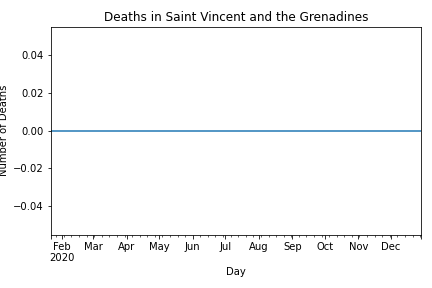 Deaths in Saint Vincent and the Grenadines
Number of Deaths
0.04
0.02
0.00
−0.02
−0.04
Feb Mar Apr May Jun Jul Aug Sep Oct Nov Dec
2020
Day